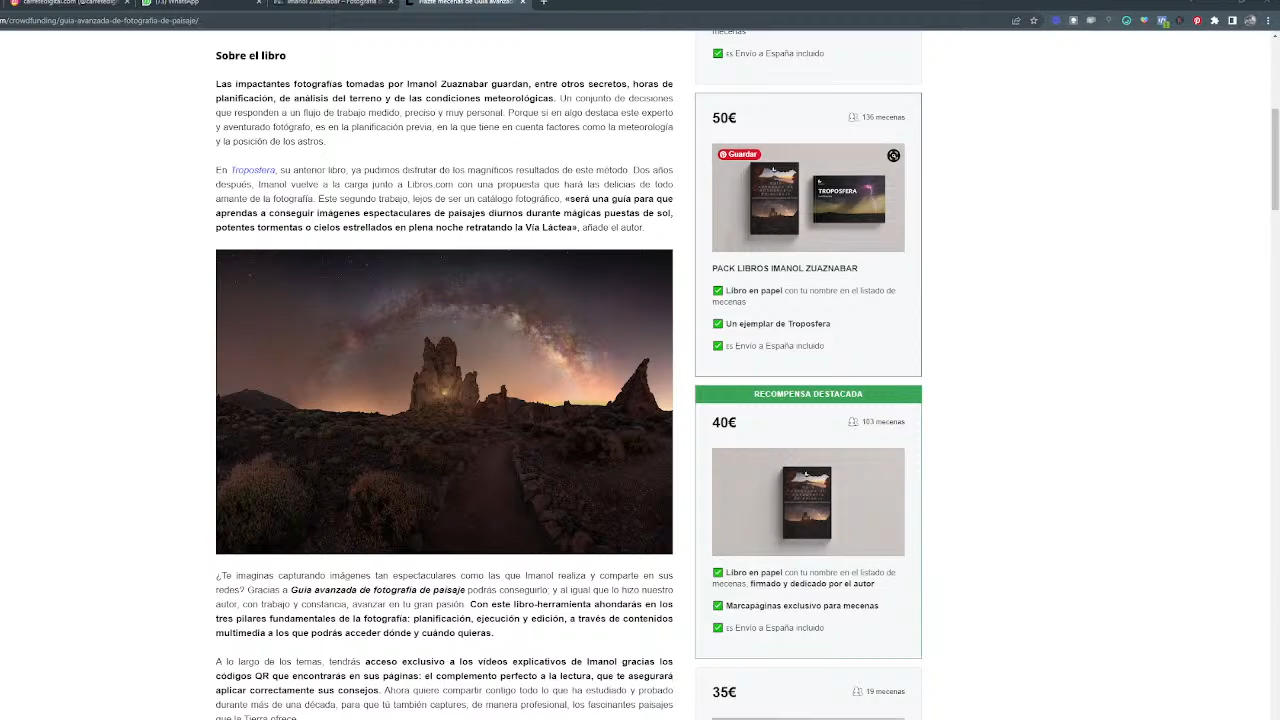 carretedigital.com (@carretedig
(13) WhatsApp
Imanol Zuaznabar – Fotografía d
Hazte mecenas de Guía avanzad
m/crowdfunding/guia-avanzada-de-fotografia-de-paisaje/
Sobre el libro
Las impactantes fotografías tomadas por Imanol Zuaznabar guardan, entre otros secretos, horas de
planificación, de análisis del terreno y de las condiciones meteorológicas. Un conjunto de decisiones
que responden a un flujo de trabajo medido, preciso y muy personal. Porque si en algo destaca este experto
y aventurado fotógrafo, es en la planificación previa, en la que tiene en cuenta factores como la meteorología
y la posición de los astros.
En Troposfera, su anterior libro, ya pudimos disfrutar de los magníficos resultados de este método. Dos años
después, Imanol vuelve a la carga junto a Libros.com con una propuesta que hará las delicias de todo
amante de la fotografía. Este segundo trabajo, lejos de ser un catálogo fotográfico, «será una guía para que
aprendas a conseguir imágenes espectaculares de paisajes diurnos durante mágicas puestas de sol,
potentes tormentas o cielos estrellados en plena noche retratando la Vía Láctea», añade el autor.
¿Te imaginas capturando imágenes tan espectaculares como las que Imanol realiza y comparte en sus
redes? Gracias a Guía avanzada de fotografía de paisaje podrás conseguirlo; y al igual que lo hizo nuestro
autor, con trabajo y constancia, avanzar en tu gran pasión. Con este libro-herramienta ahondarás en los
tres pilares fundamentales de la fotografía: planificación, ejecución y edición, a través de contenidos
multimedia a los que podrás acceder dónde y cuándo quieras.
A lo largo de los temas, tendrás acceso exclusivo a los vídeos explicativos de Imanol gracias los
códigos QR que encontrarás en sus páginas: el complemento perfecto a la lectura, que te asegurará
aplicar correctamente sus consejos. Ahora quiere compartir contigo todo lo que ha estudiado y probado
durante más de una década, para que tú también captures, de manera profesional, los fascinantes paisajes
que la Tierra ofrece.
mecenas
ES Envío a España incluido
50€
136 mecenas
Guardar
TROPOSFERA
PACK LIBROS IMANOL ZUAZNABAR
Libro en papel con tu nombre en el listado de
mecenas
Un ejemplar de Troposfera
ES Envío a España incluido
RECOMPENSA DESTACADA
40€
103 mecenas
Libro en papel con tu nombre en el listado de
mecenas, firmado y dedicado por el autor
Marcapáginas exclusivo para mecenas
ES Envío a España incluido
35€
19 mecenas